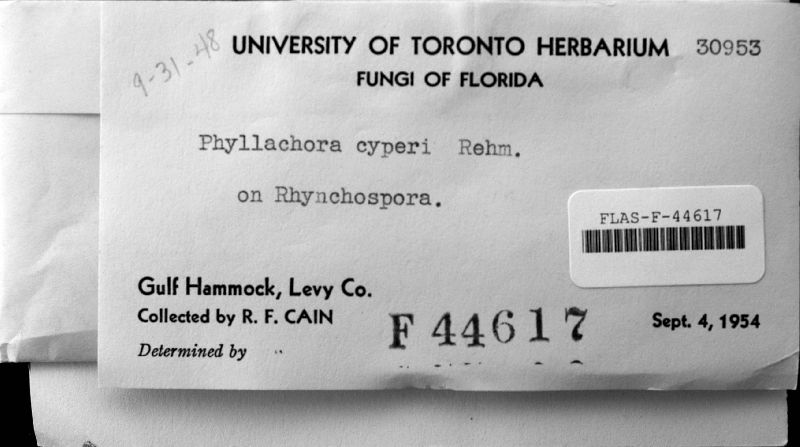 9-31-48
UNIVERSITY OF TORONTO HERBARIUM 30953
FUNGI OF FLORIDA
Phyllachora cyperi Rehm.
on Rhynchospora.
FLAS-F-44617
Gulf Hammock, Levy Co.
Collected by R. F. CAIN
F 44617
Sept. 4, 1954
Determined by "